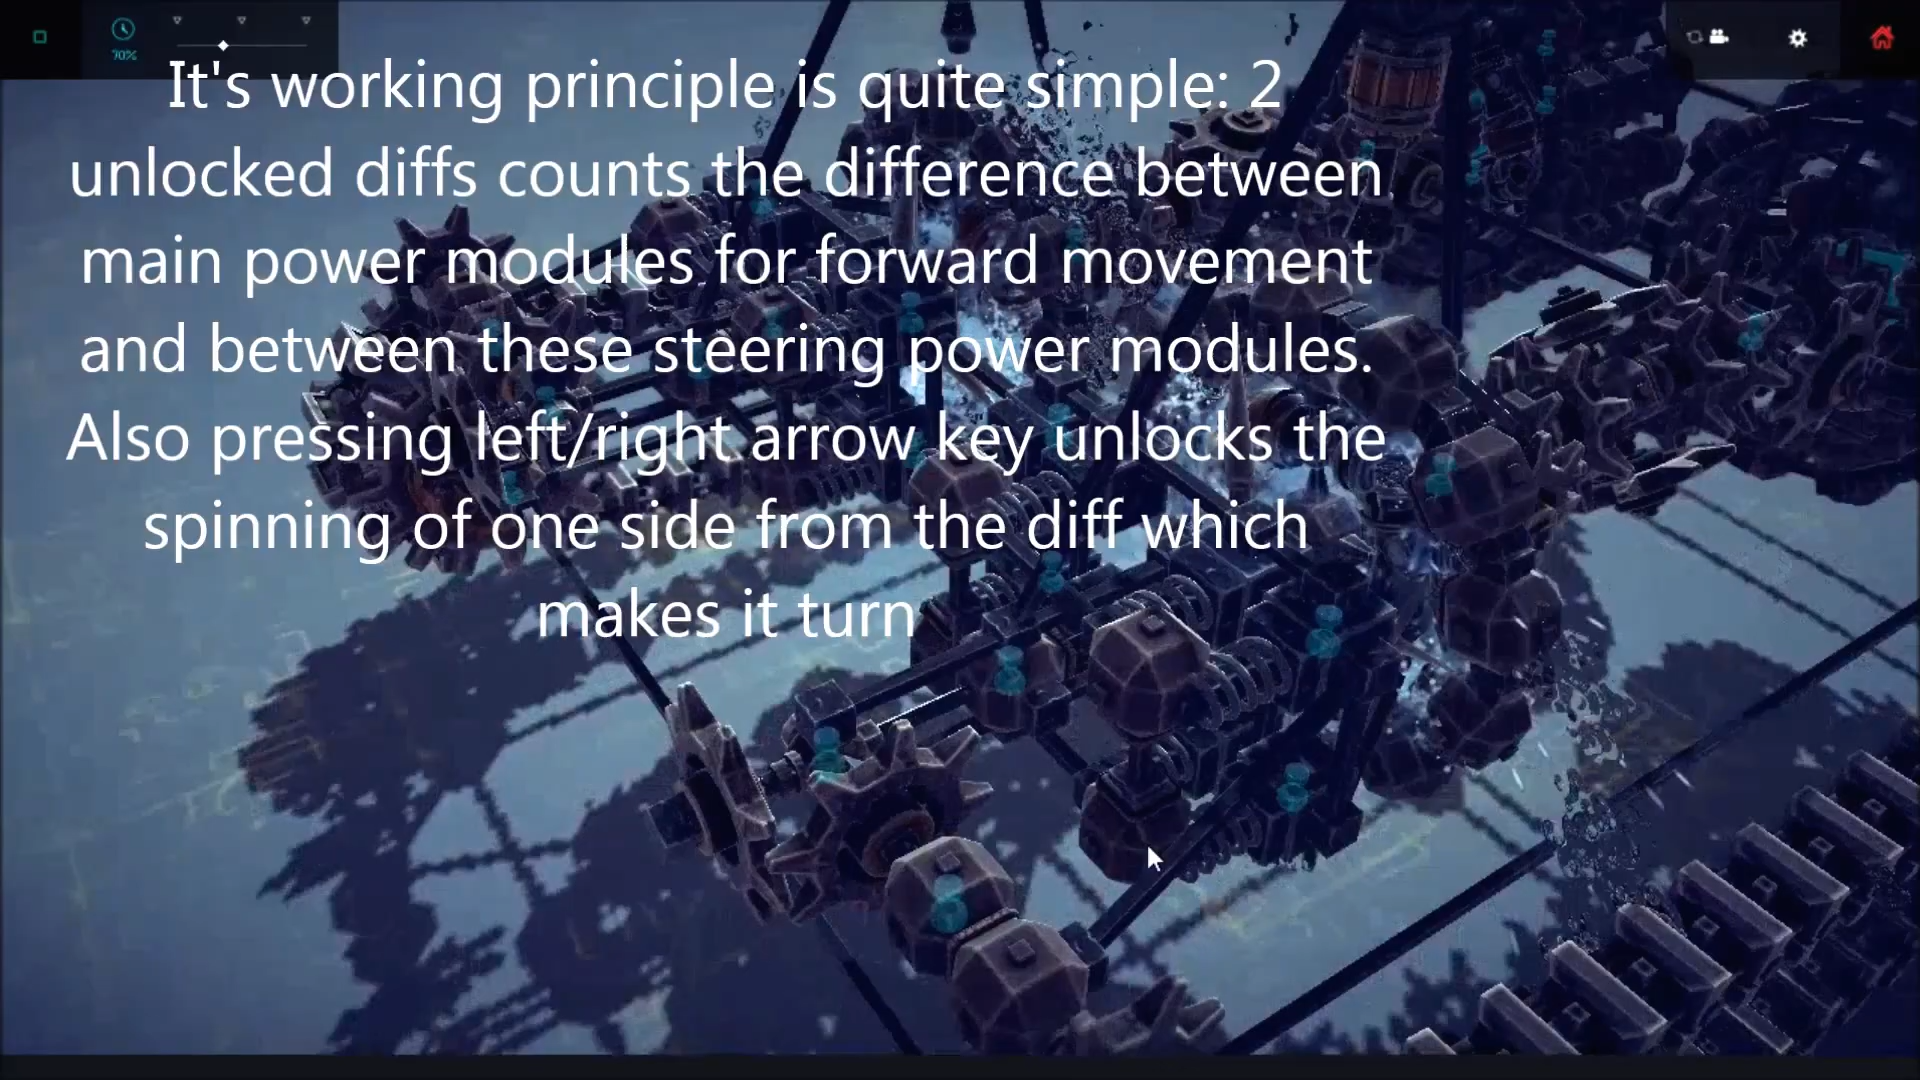 70%
It's working principle is quite simple: 2
unlocked diffs counts the difference between
main power modules for forward movement
and between these steering power modules.
Also pressing left/right arrow key unlocks the
spinning of one side from the diff which
makes it turn